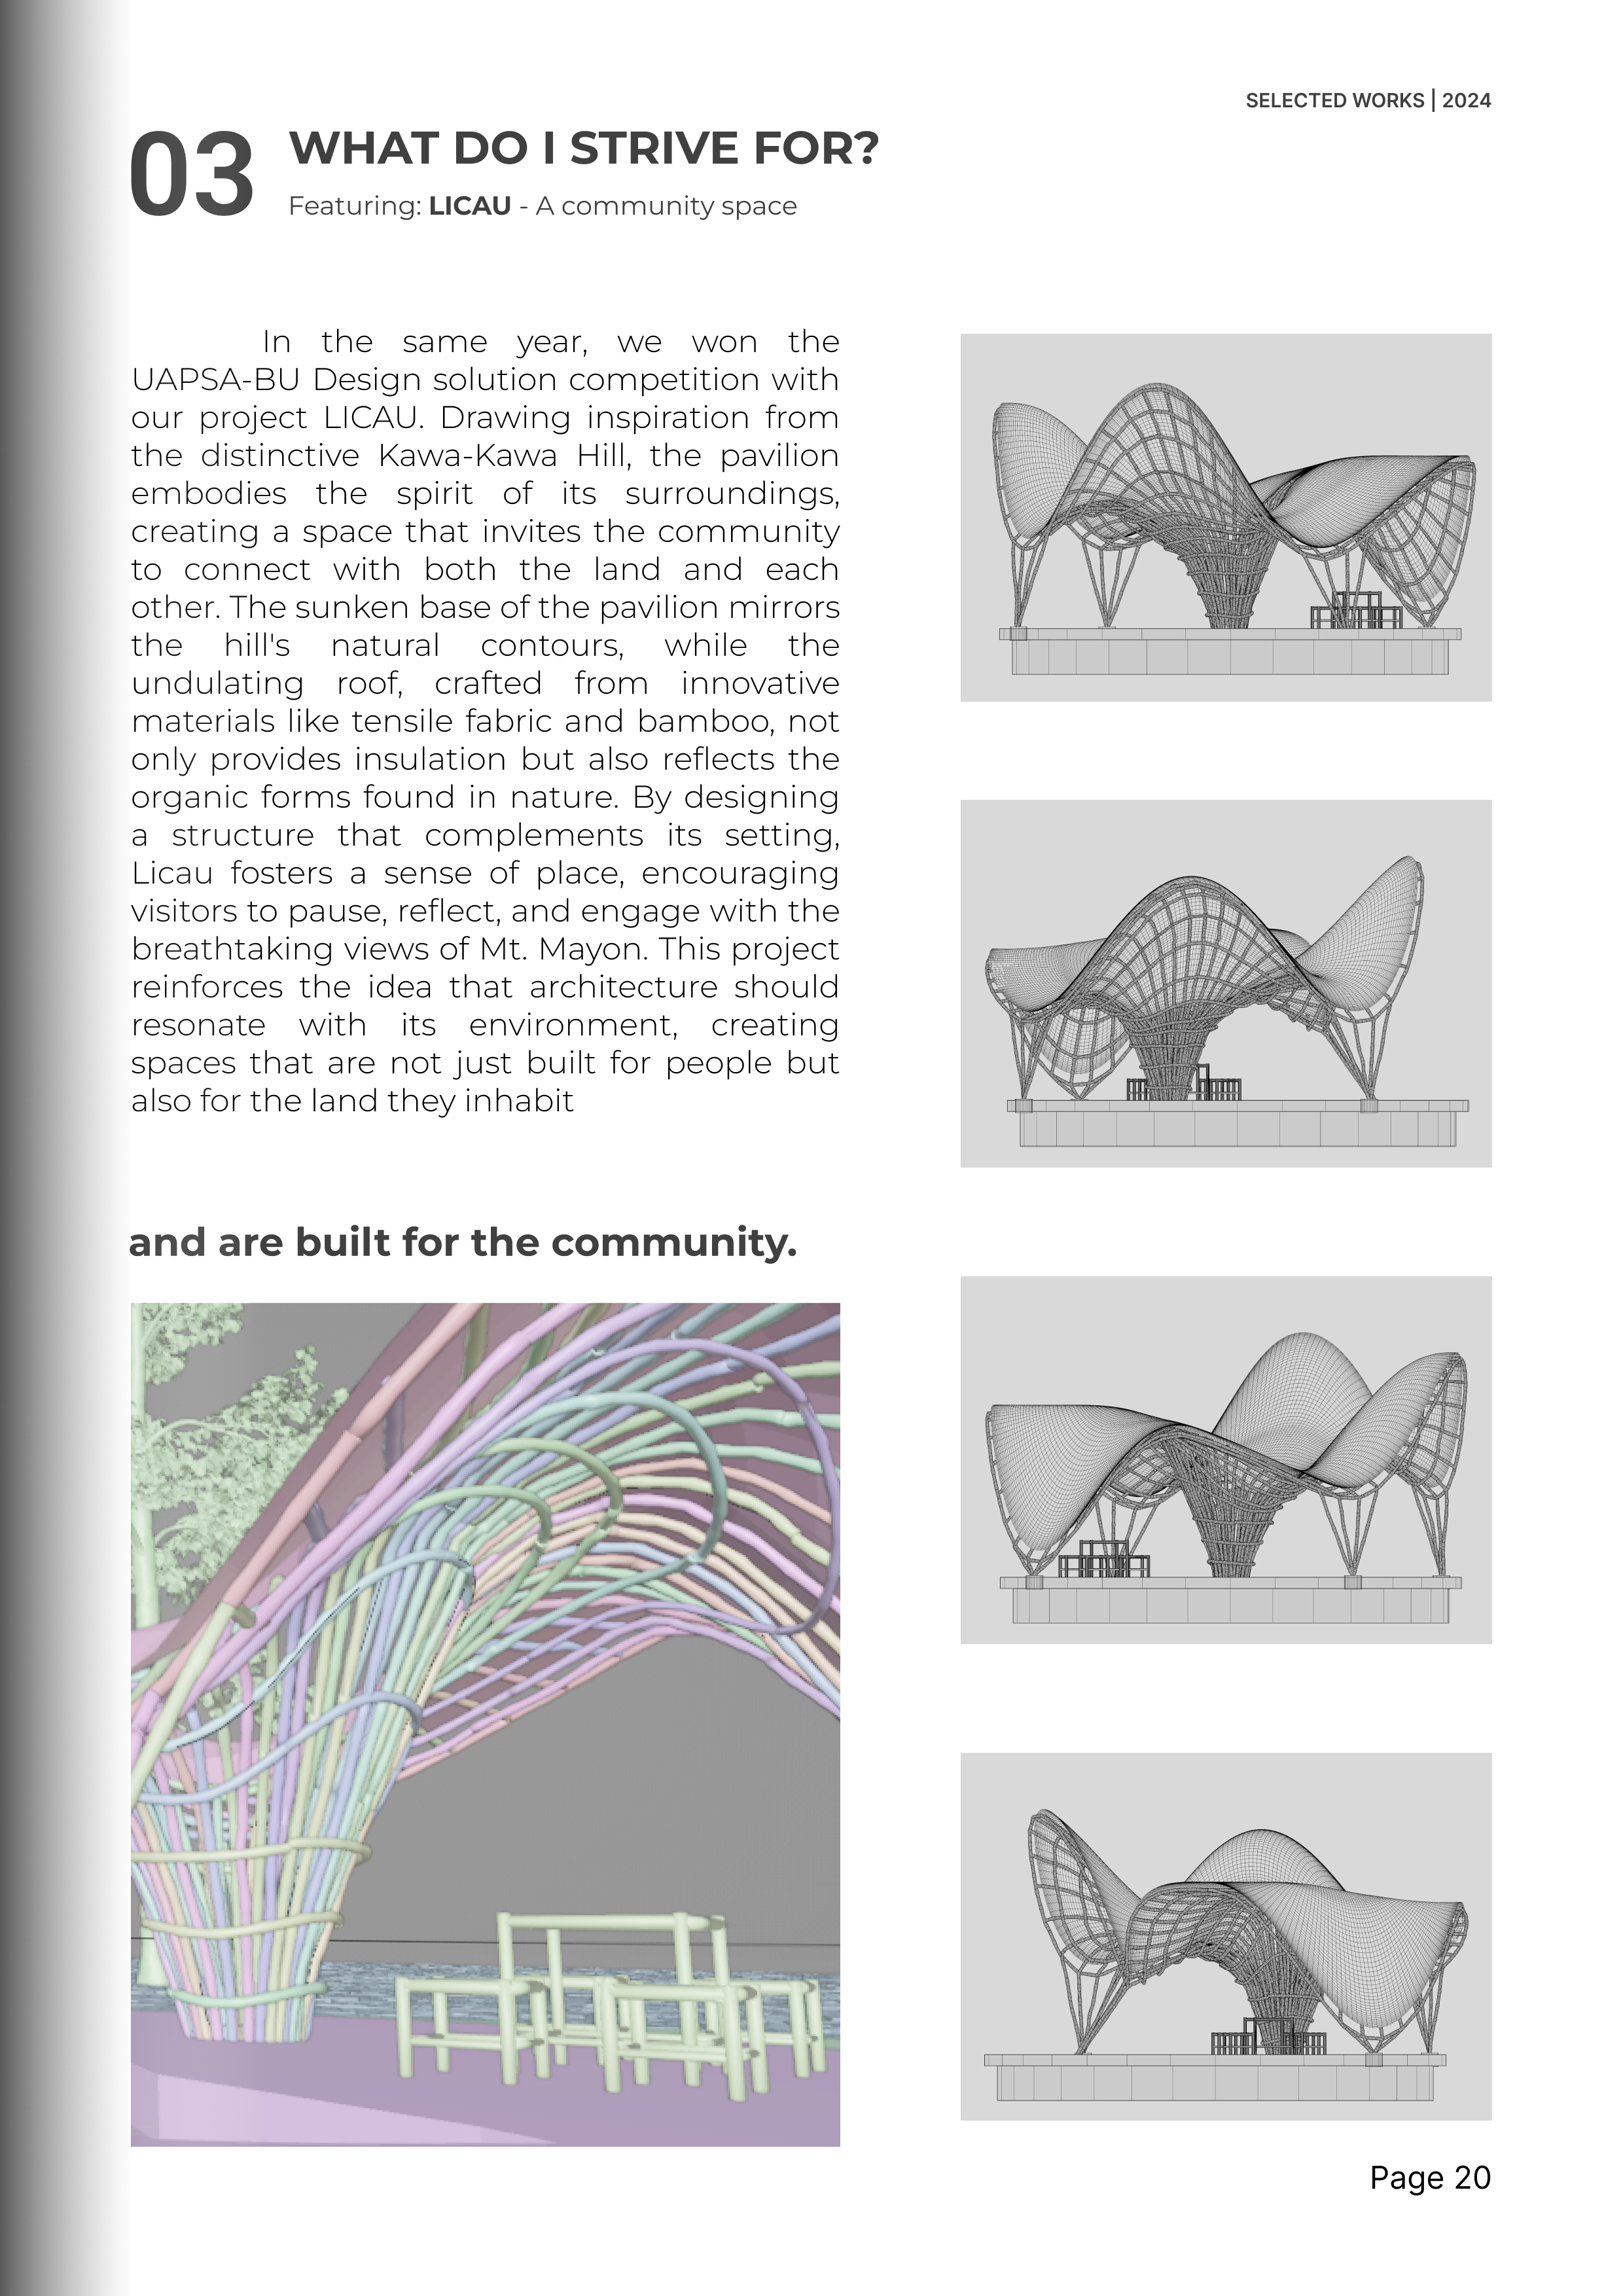 SELECTED WORKS | 2024
03
WHAT DO I STRIVE FOR?
Featuring: LICAU - A community space
In the same year, we won the
UAPSA-BU Design solution competition with
our project LICAU. Drawing inspiration from
the distinctive Kawa-Kawa Hill, the pavilion
embodies the spirit of its surroundings,
creating a space that invites the community
to connect with both the land and each
other. The sunken base of the pavilion mirrors
the hill's natural contours, while the
undulating roof, crafted from innovative
materials like tensile fabric and bamboo, not
only provides insulation but also reflects the
organic forms found in nature. By designing
a structure that complements its setting,
Licau fosters a sense of place, encouraging
visitors to pause, reflect, and engage with the
breathtaking views of Mt. Mayon. This project
reinforces the idea that architecture should
resonate with its environment, creating
spaces that are not just built for people but
also for the land they inhabit
and are built for the community.
Page 20